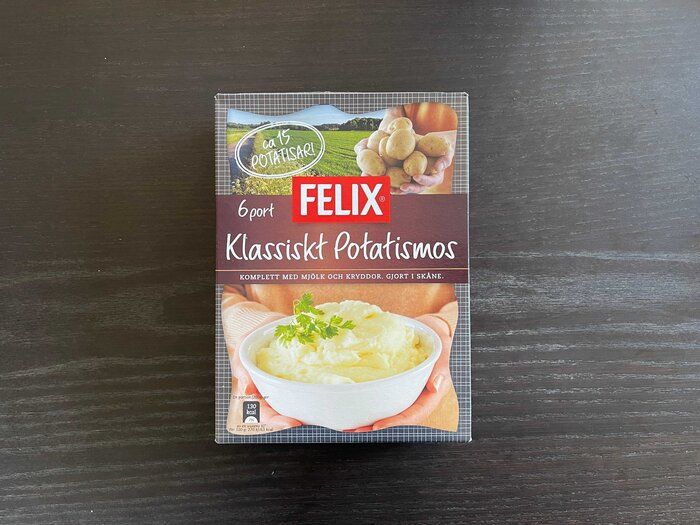 ca 15
POTATISAR!
FELIX®
6 port
Klassiskt Potatismos
KOMPLETT MED MJÖLK OCH KRYDDOR. GJORT I SKÅNE.
130
kcal